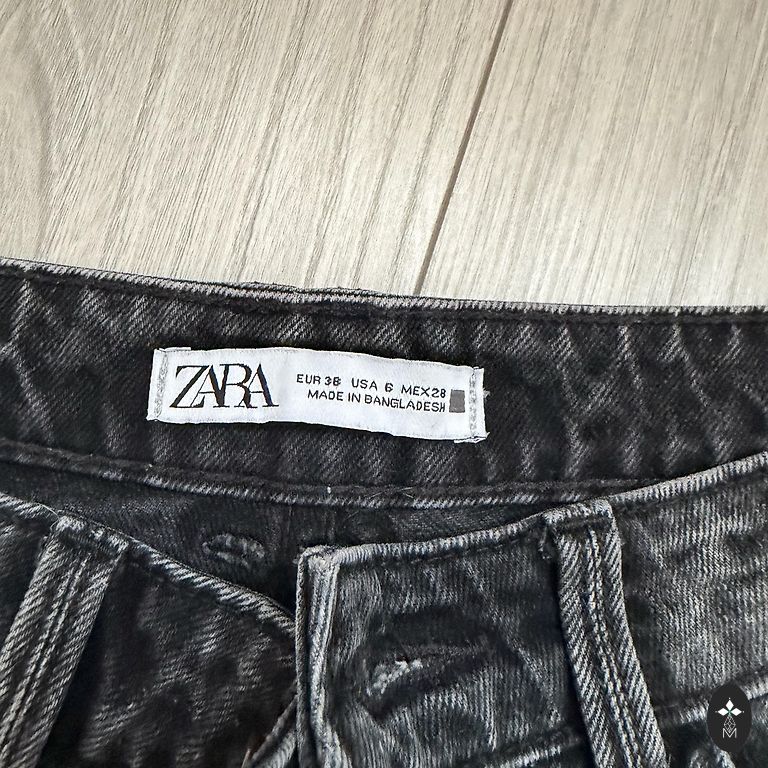 ZARA
EUR 38 USA 6 MEX 28
MADE IN BANGLADESH
M